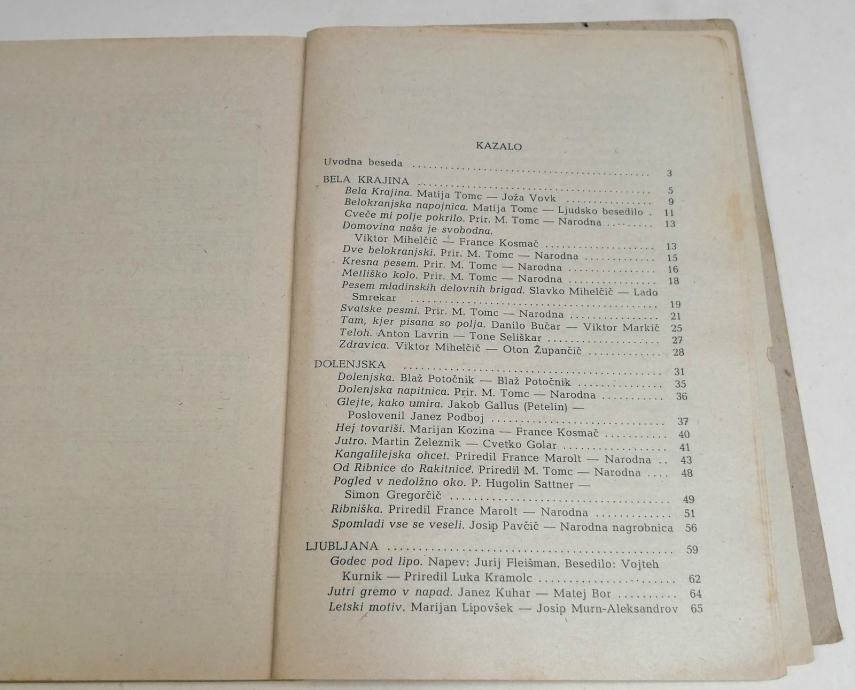 KAZALO
Uvodna beseda ........................................ 3
BELA KRAJINA ........................................ 5
Bela Krajina. Matija Tomc — Joža Vovk ................ 9
Belokranjska napojnica. Matija Tomc — Ljudsko besedilo . 11
Cveče mi polje pokrilo. Prir. M. Tomc — Narodna ........ 13
Domovina naša je svobodna.
Viktor Mihelčič — France Kosmač ................ 13
Dve belokranjski. Prir. M. Tomc — Narodna ............ 15
Kresna pesem. Prir. M. Tomc — Narodna .............. 16
Metliško kolo. Prir. M. Tomc — Narodna .............. 18
Pesem mladinskih delovnih brigad. Slavko Mihelčič — Lado
Smrekar .................................... 19
Svatske pesmi. Prir. M. Tomc — Narodna .............. 21
Tam, kjer pisana so polja. Danilo Bučar — Viktor Markič 25
Teloh. Anton Lavrin — Tone Seliškar .................. 27
Zdravica. Viktor Mihelčič — Oton Župančič ............ 28
DOLENJSKA ........................................ 31
Dolenjska. Blaž Potočnik — Blaž Potočnik .............. 35
Dolenjska napitnica. Prir. M. Tomc — Narodna .......... 36
Glejte, kako umira. Jakob Gallus (Petelin) —
Poslovenil Janez Podboj .......................... 37
Hej tovariši. Marijan Kozina — France Kosmač .......... 40
Jutro. Martin Železnik — Cvetko Golar ................ 41
Kangalilejska ohcet. Priredil France Marolt — Narodna .. 43
Od Ribnice do Rakitnice. Priredil M. Tomc — Narodna .... 48
Pogled v nedolžno oko. P. Hugolin Sattner —
Simon Gregorčič ................................ 49
Ribniška. Priredil France Marolt — Narodna ............ 51
Spomladi vse se veseli. Josip Pavčič — Narodna nagrobnica 56
LJUBLJANA ........................................ 59
Godec pod lipo. Napev: Jurij Fleišman. Besedilo: Vojteh
Kurnik — Priredil Luka Kramolc .................... 62
Jutri gremo v napad. Janez Kuhar — Matej Bor .......... 64
Letski motiv. Marijan Lipovšek — Josip Murn-Aleksandrov 65